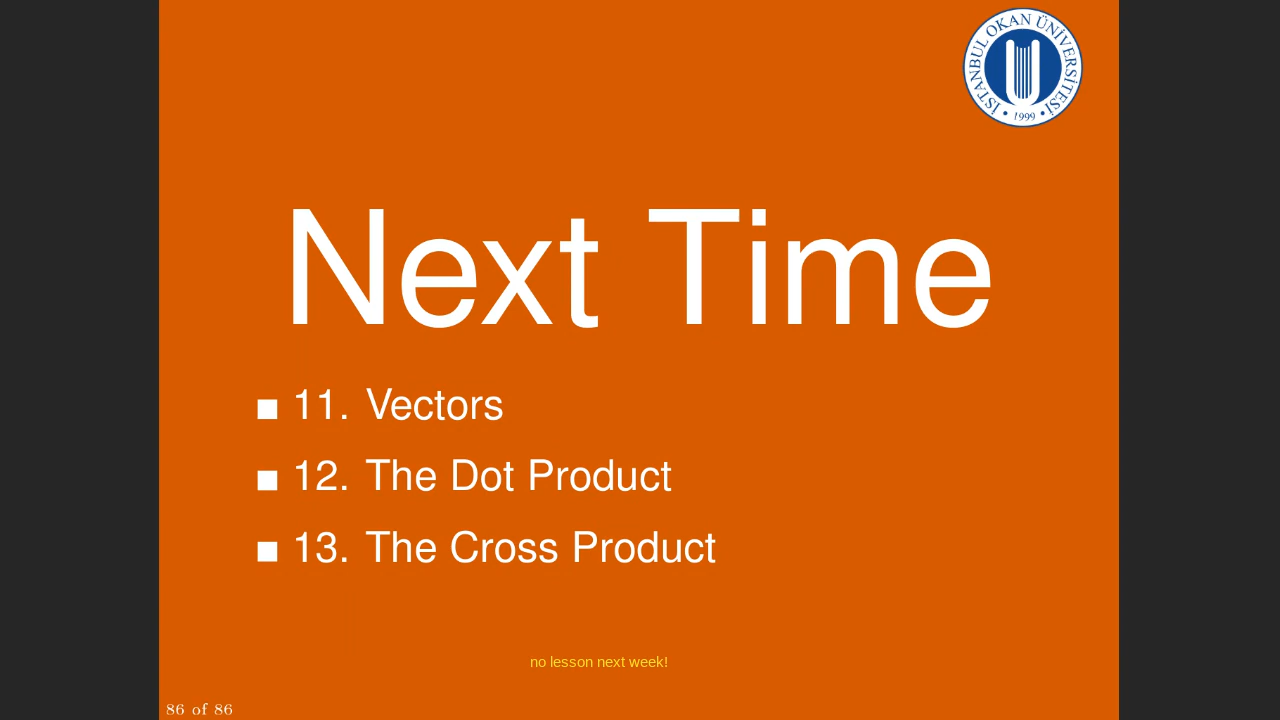 İSTANBUL OKAN ÜNİVERSİTESİ
• 1999 •
Next Time
■ 11. Vectors
■ 12. The Dot Product
■ 13. The Cross Product
no lesson next week!
86 of 86